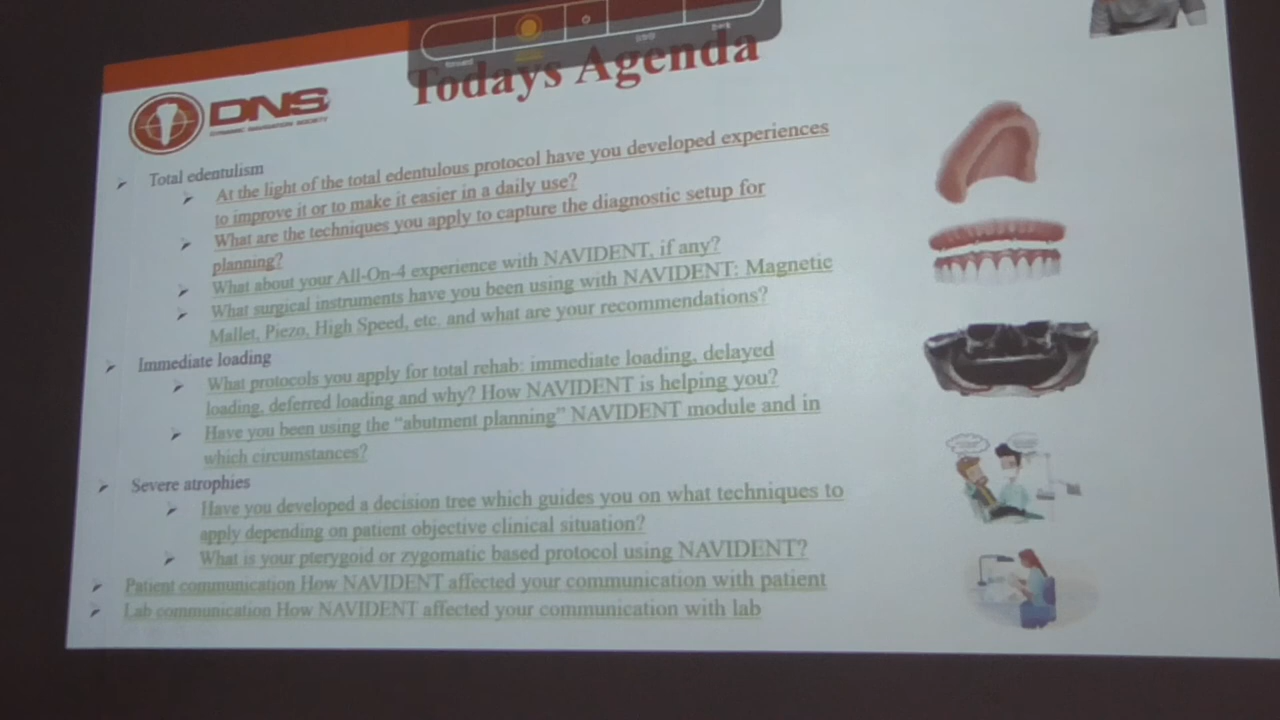 Todays Agenda
DNS
DYNAMIC NAVIGATION SOCIETY
Total edentulism
At the light of the total edentulous protocol have you developed experiences
to improve it or to make it easier in a daily use?
What are the techniques you apply to capture the diagnostic setup for
planning?
What about your All-On-4 experience with NAVIDENT, if any?
What surgical instruments have you been using with NAVIDENT: Magnetic
Mallet, Piezo, High Speed, etc. and what are your recommendations?
Immediate loading
What protocols you apply for total rehab: immediate loading, delayed
loading, deferred loading and why? How NAVIDENT is helping you?
Have you been using the “abutment planning” NAVIDENT module and in
which circumstances?
Severe atrophies
Have you developed a decision tree which guides you on what techniques to
apply depending on patient objective clinical situation?
What is your pterygoid or zygomatic based protocol using NAVIDENT?
Patient communication How NAVIDENT affected your communication with patient
Lab communication How NAVIDENT affected your communication with lab